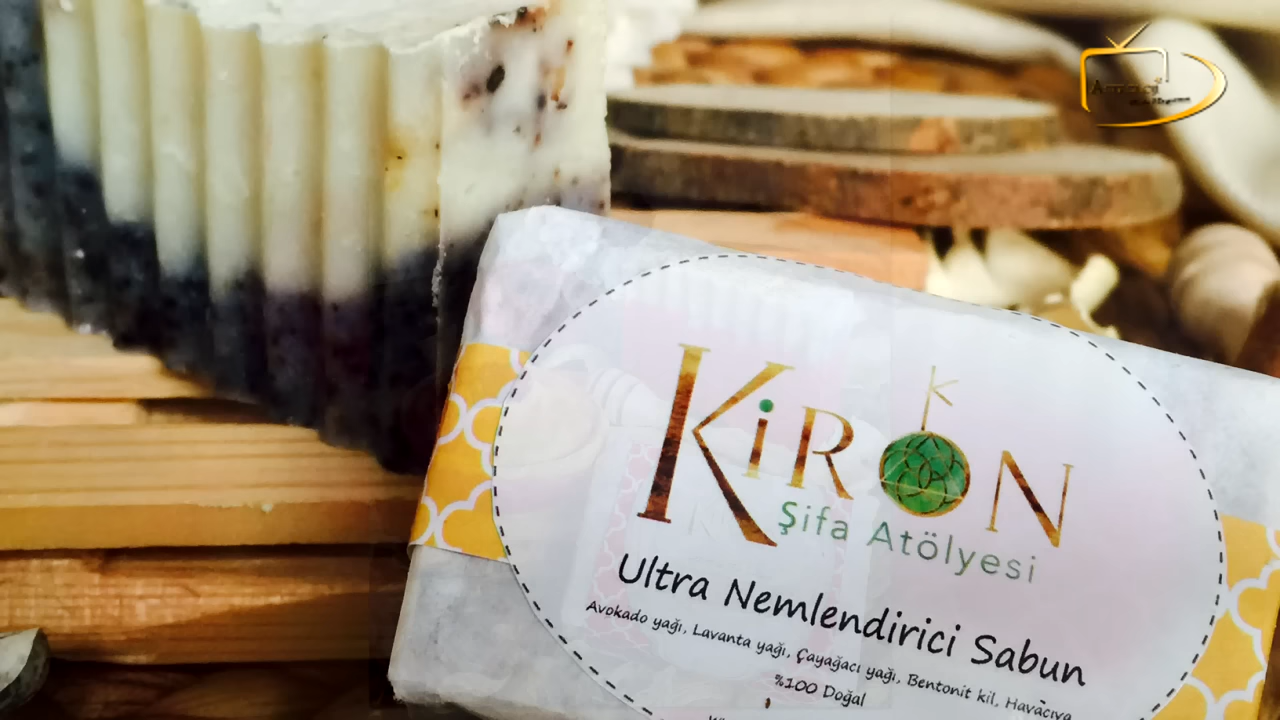 KiRON
Şifa Atölyesi
Ultra Nemlendirici Sabun
Avokado yağı, Lavanta yağı, Çayağacı yağı, Bentonit kil, Havacıva
%100 Doğal